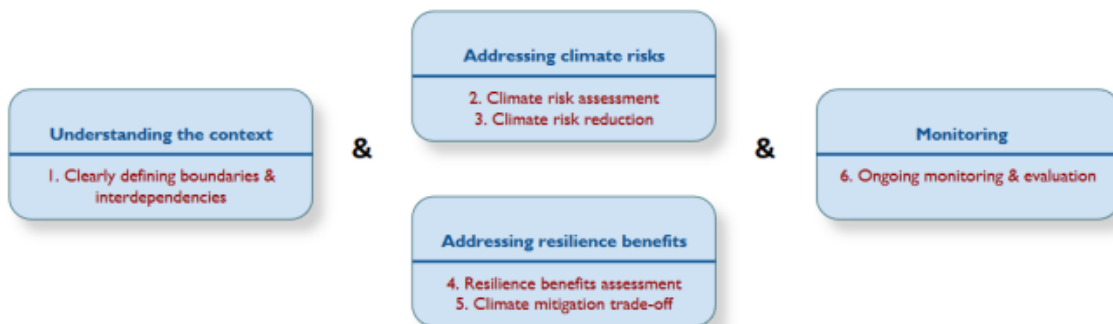 Understanding the context
1. Clearly defining boundaries &
interdependencies
&
Addressing climate risks
2. Climate risk assessment
3. Climate risk reduction
Addressing resilience benefits
4. Resilience benefits assessment
5. Climate mitigation trade-off
&
Monitoring
6. Ongoing monitoring & evaluation